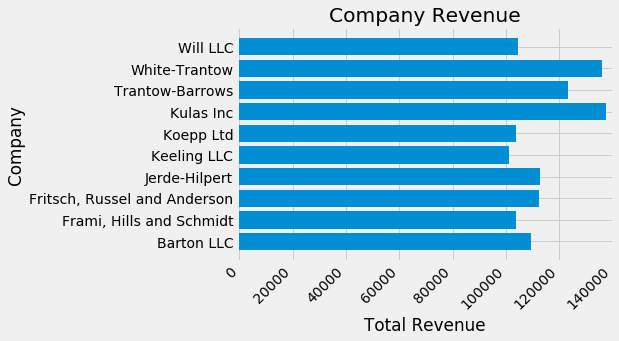 Company Revenue
Will LLC
White-Trantow
Trantow-Barrows
Kulas Inc
Koepp Ltd
Keeling LLC
Jerde-Hilpert
Fritsch, Russel and Anderson
Frami, Hills and Schmidt
Barton LLC
Company
0
20000
40000
60000
80000
100000
120000
140000
Total Revenue